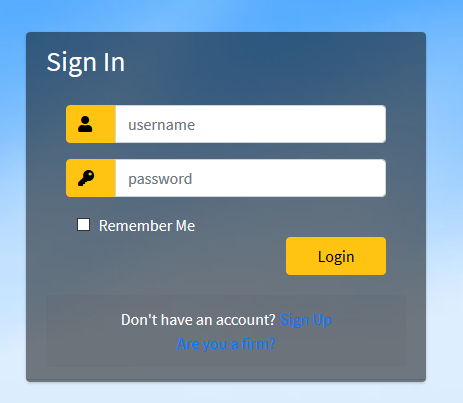 Sign In
username
password
Remember Me
Login
Don't have an account? Sign Up
Are you a firm?